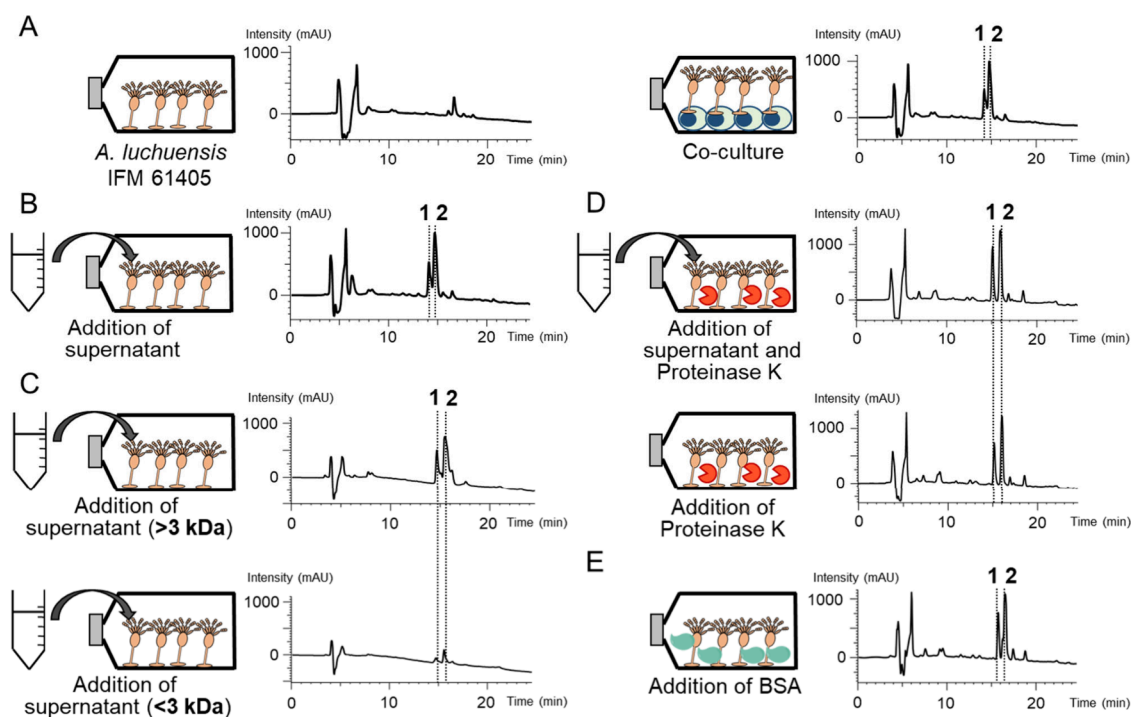 A
Intensity (mAU)
1000
0
0 10 20 Time (min)
A. luchuensis
IFM 61405
Intensity (mAU)
1 2
1000
0
0 10 20
Time (min)
Co-culture
B
Intensity (mAU)
1 2
1000
0
0 10 20 Time (min)
Addition of
supernatant
D
Intensity (mAU)
1 2
1000
0
0 10 20 Time (min)
Addition of
supernatant and
Proteinase K
C
Intensity (mAU)
1 2
1000
0
0 10 20 Time (min)
Addition of
supernatant (>3 kDa)
Intensity (mAU)
1000
0
0 10 20 Time (min)
Addition of
Proteinase K
Intensity (mAU)
1000
0
0 10 20 Time (min)
Addition of
supernatant (<3 kDa)
E
Intensity (mAU)
1 2
1000
0
0 10 20 Time (min)
Addition of BSA